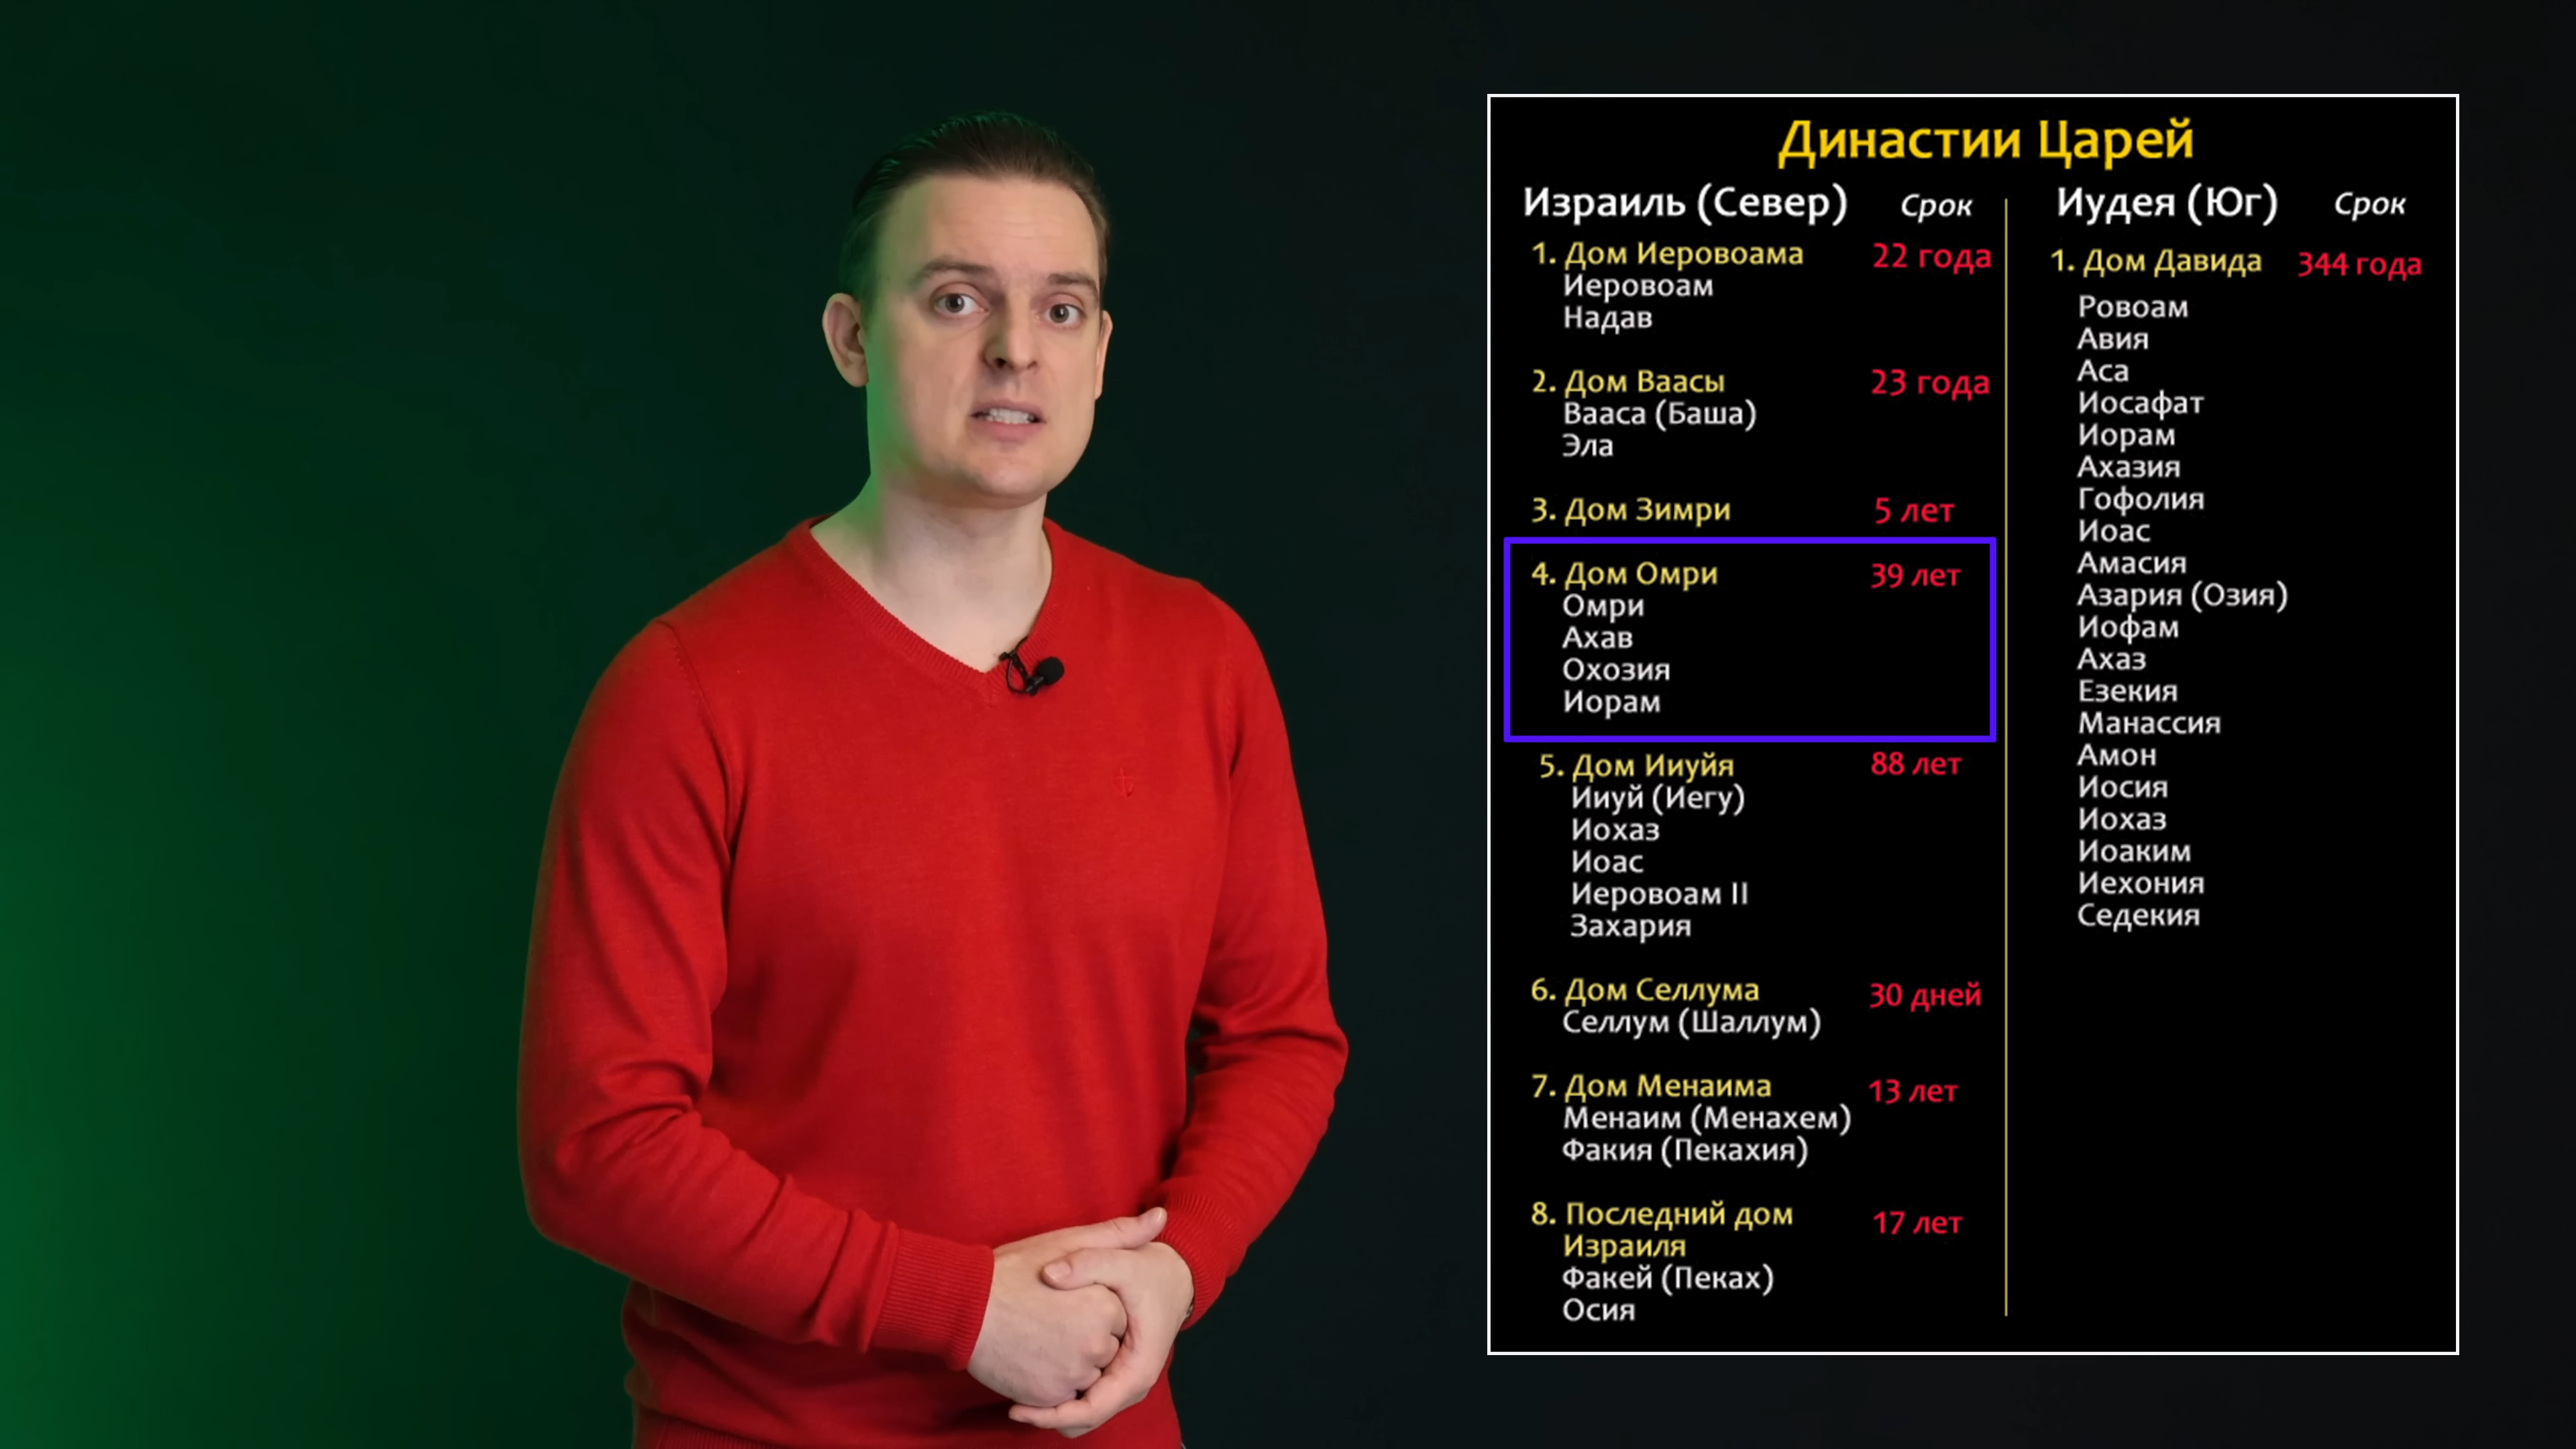 Династии Царей
Израиль (Север) Срок
1. Дом Иеровоама 22 года
Иеровоам
Надав
2. Дом Ваасы 23 года
Вааса (Баша)
Эла
3. Дом Зимри 5 лет
4. Дом Омри 39 лет
Омри
Ахав
Охозия
Иорам
5. Дом Ииуйя 88 лет
Ииуй (Иегу)
Иохаз
Иоас
Иеровоам II
Захария
6. Дом Селлума 30 дней
Селлум (Шаллум)
7. Дом Менаима 13 лет
Менаим (Менахем)
Факия (Пекахия)
8. Последний дом 17 лет
Израиля
Факей (Пеках)
Осия
Иудея (Юг) Срок
1. Дом Давида 344 года
Ровоам
Авия
Аса
Иосафат
Иорам
Ахазия
Гофолия
Иоас
Амасия
Азария (Озия)
Иофам
Ахаз
Езекия
Манассия
Амон
Иосия
Иохаз
Иоаким
Иехония
Седекия